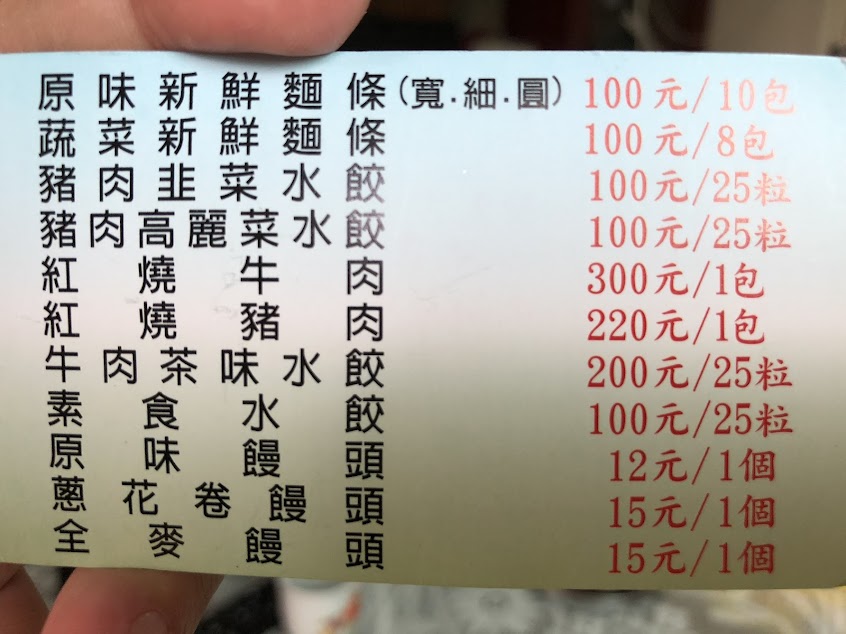 原味新鮮麵條(寬.細.圓) 100元/10包
蔬菜新鮮麵條 100元/8包
豬肉韭菜水餃 100元/25粒
豬肉高麗菜水餃 100元/25粒
紅燒牛肉 300元/1包
紅燒豬肉 220元/1包
牛肉茶味水餃 200元/25粒
素食水餃 100元/25粒
原味饅頭 12元/1個
蔥花卷饅頭 15元/1個
全麥饅頭 15元/1個